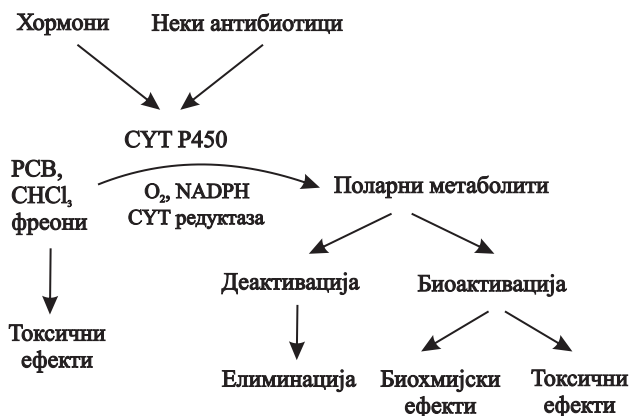 Хормони Неки антибиотици
CYT P450
PCB,
CHCl₃
фреони
O₂, NADPH
CYT редуктаза
Поларни метаболити
Деактивација Биоактивација
Токсични
ефекти
Елиминација
Биохмијски
ефекти
Токсични
ефекти